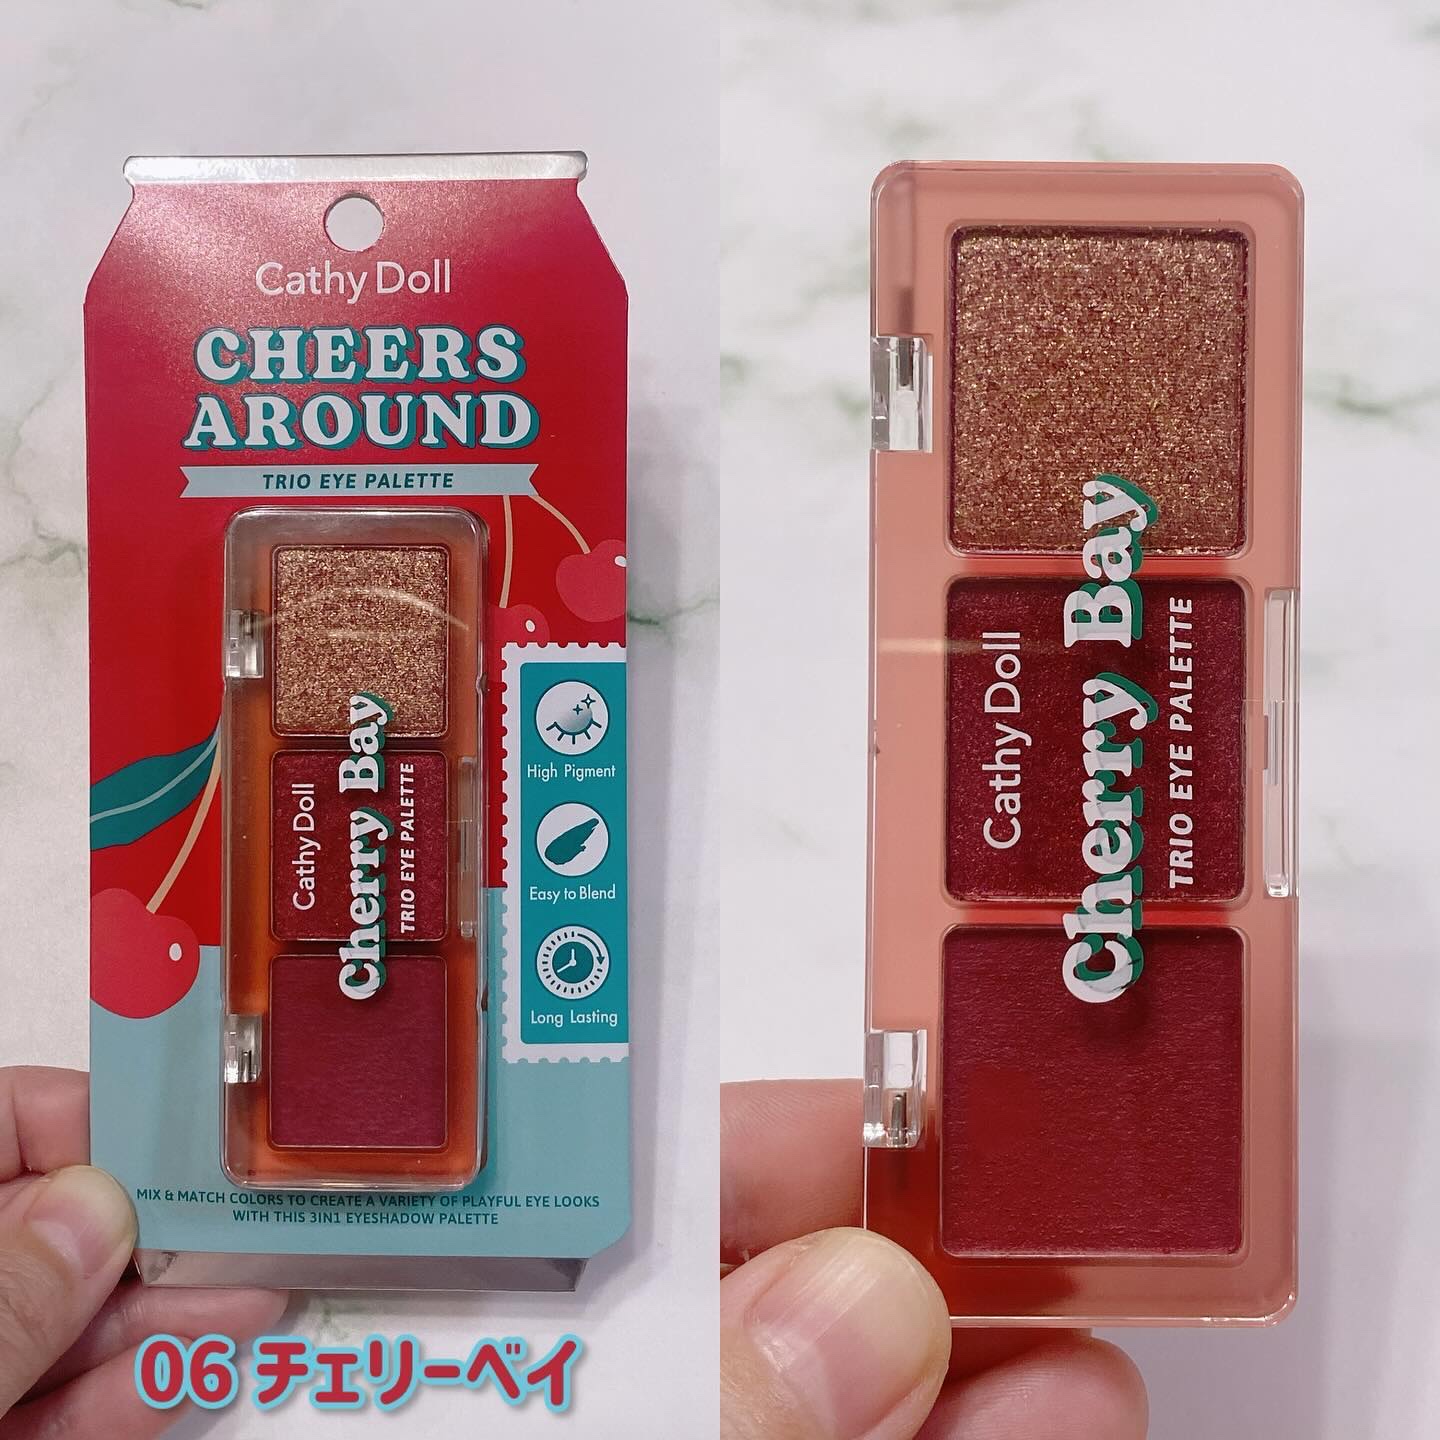 Cathy Doll
CHEERS
AROUND
TRIO EYE PALETTE
Cathy Doll
Cherry Bay
TRIO EYE PALETTE
High Pigment
Easy to Blend
Long Lasting
MIX & MATCH COLORS TO CREATE A VARIETY OF PLAYFUL EYE LOOKS
WITH THIS 3IN1 EYESHADOW PALETTE
06 チェリーベイ
Cathy Doll
Cherry Bay
TRIO EYE PALETTE